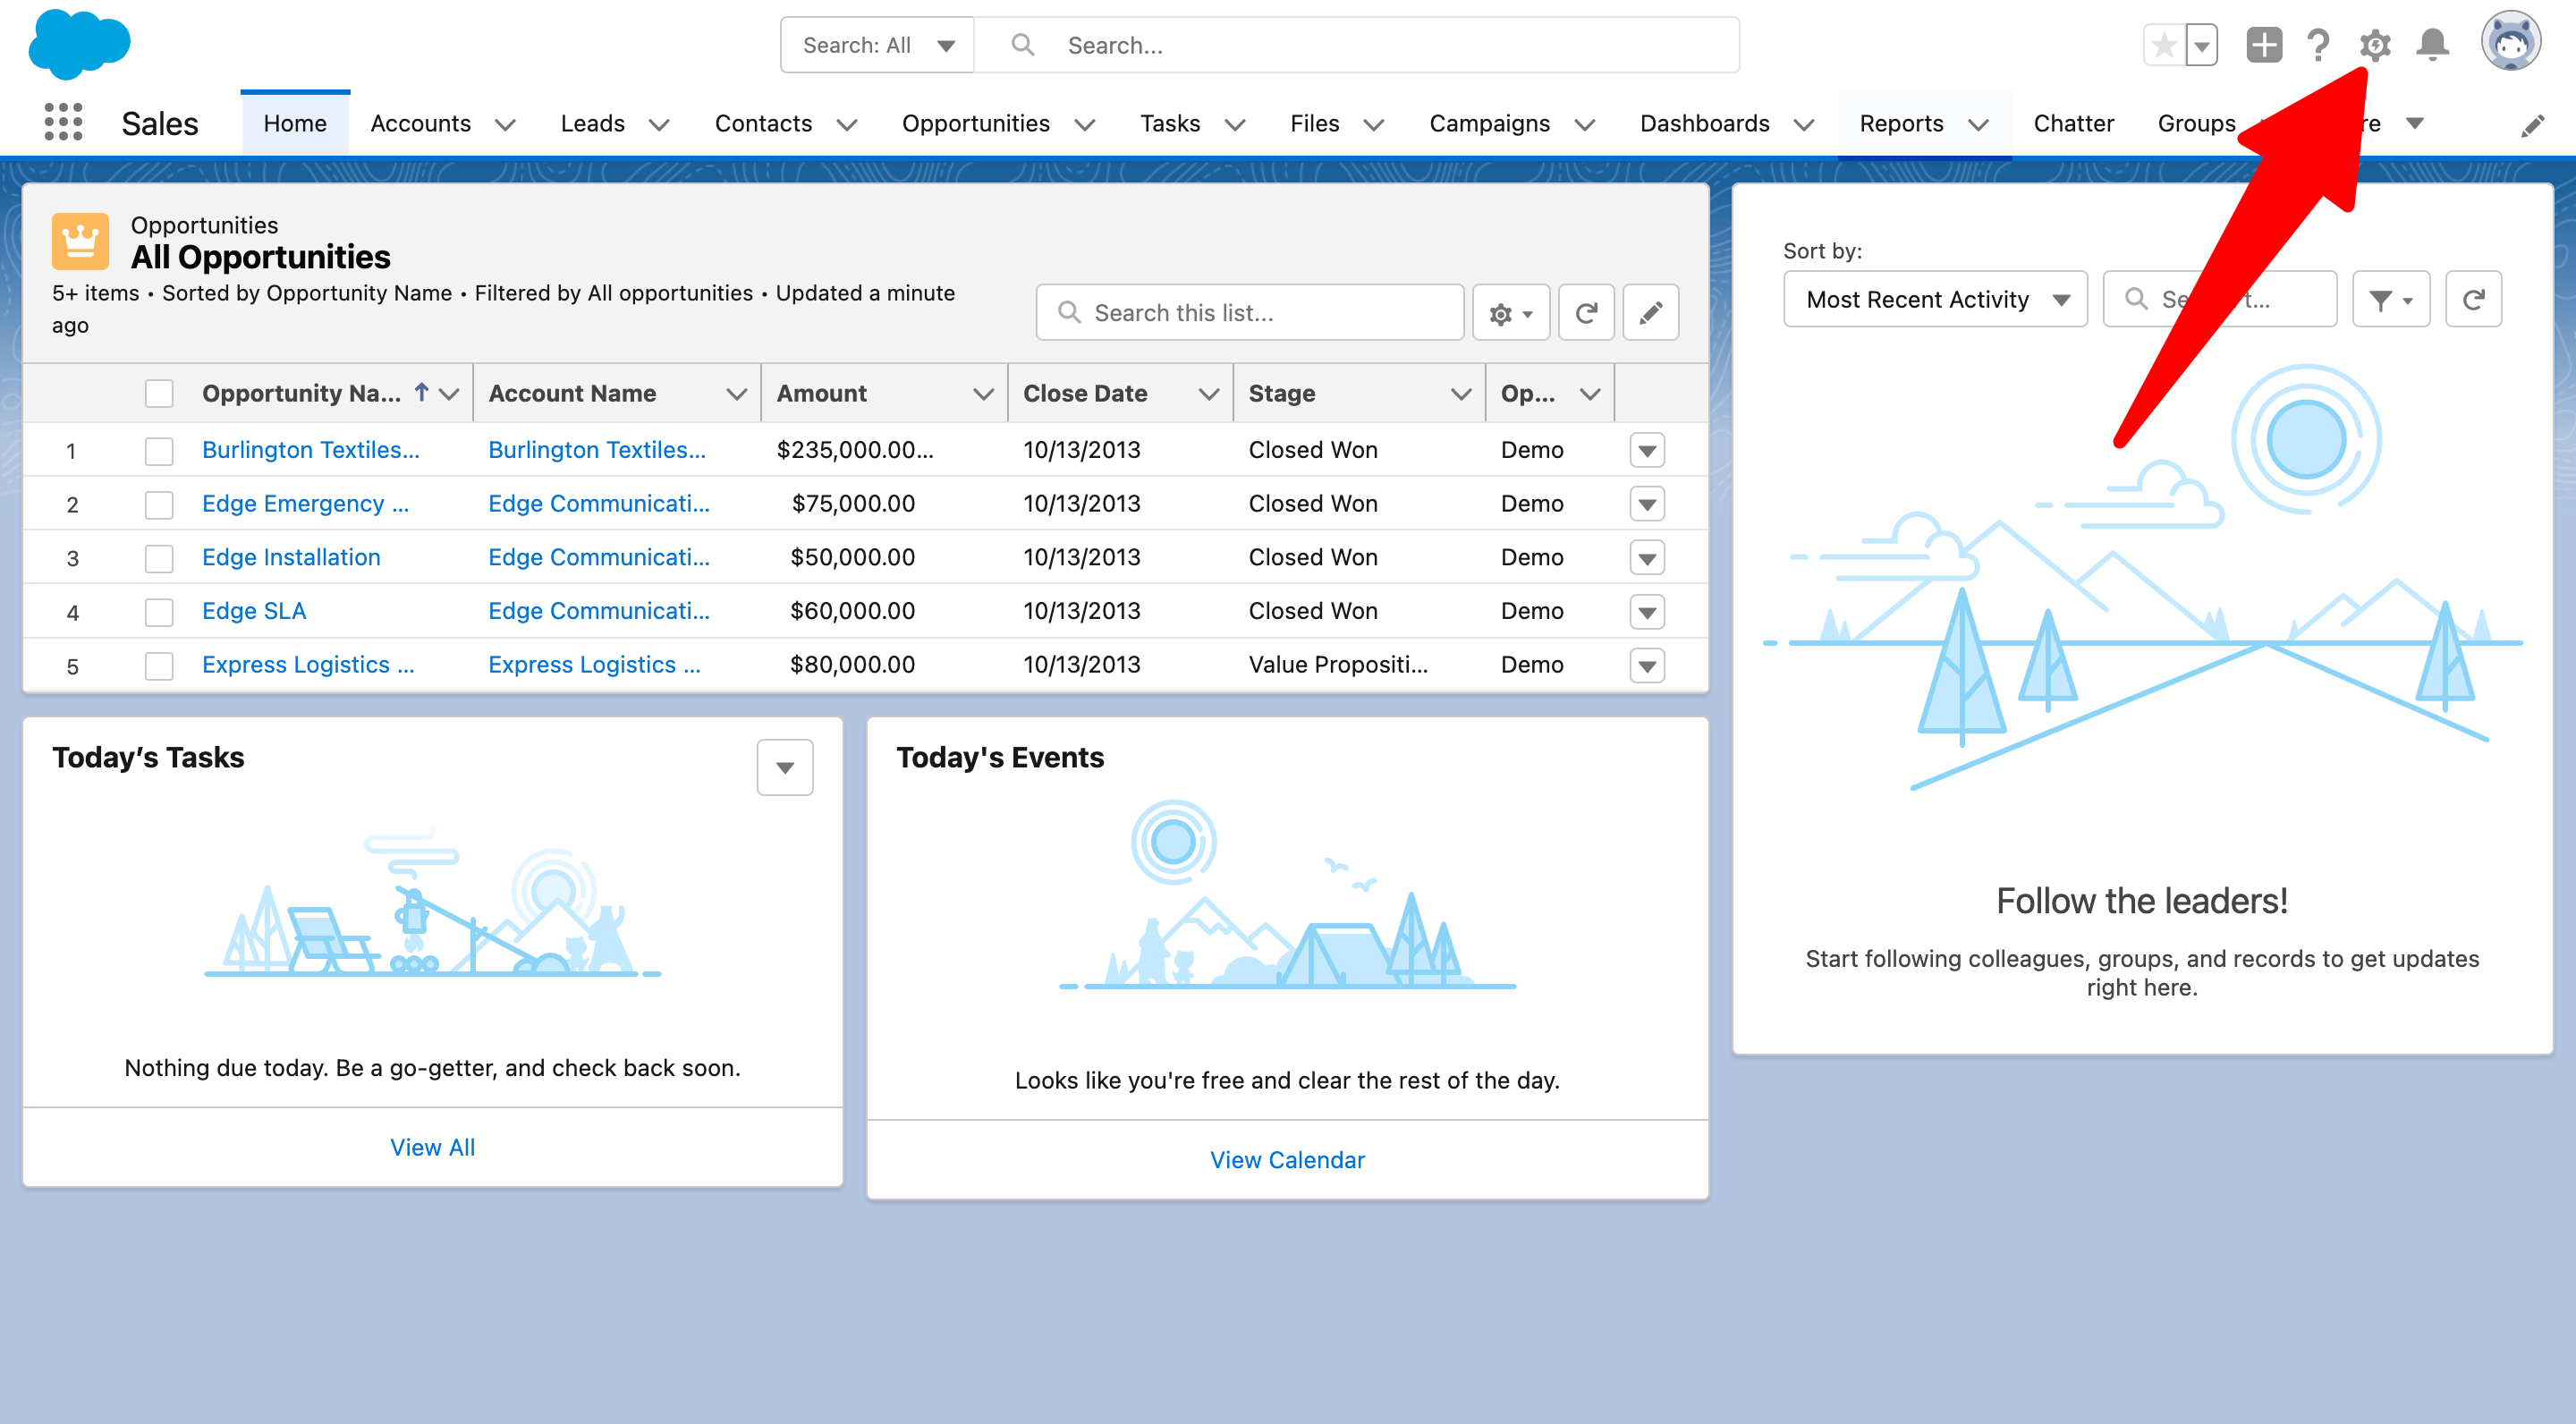 Search: All
Search...
Sales
Home
Accounts
Leads
Contacts
Opportunities
Tasks
Files
Campaigns
Dashboards
Reports
Chatter
Groups
Opportunities
All Opportunities
5+ items • Sorted by Opportunity Name • Filtered by All opportunities • Updated a minute
ago
Search this list...
Opportunity Na... Account Name Amount Close Date Stage Op...
1 Burlington Textiles... Burlington Textiles... $235,000.00... 10/13/2013 Closed Won Demo
2 Edge Emergency ... Edge Communicati... $75,000.00 10/13/2013 Closed Won Demo
3 Edge Installation Edge Communicati... $50,000.00 10/13/2013 Closed Won Demo
4 Edge SLA Edge Communicati... $60,000.00 10/13/2013 Closed Won Demo
5 Express Logistics ... Express Logistics ... $80,000.00 10/13/2013 Value Propositi... Demo
Sort by:
Most Recent Activity
Today’s Tasks
Nothing due today. Be a go-getter, and check back soon.
View All
Today's Events
Looks like you're free and clear the rest of the day.
View Calendar
Follow the leaders!
Start following colleagues, groups, and records to get updates
right here.